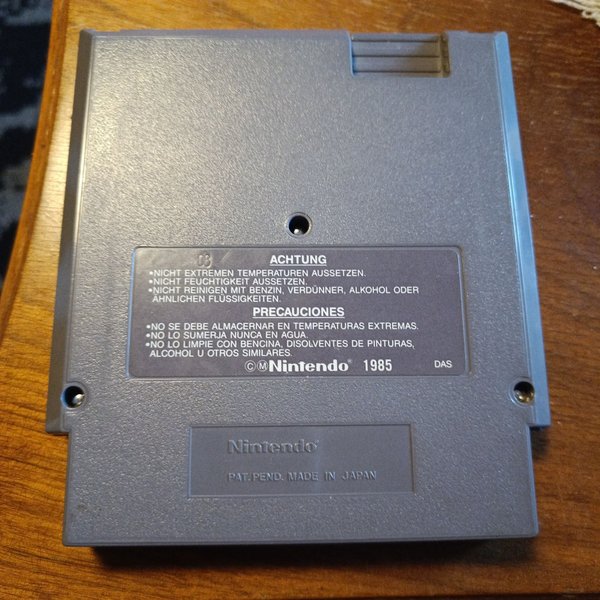 03
ACHTUNG
•NICHT EXTREMEN TEMPERATUREN AUSSETZEN.
•NICHT FEUCHTIGKEIT AUSSETZEN.
•NICHT REINIGEN MIT BENZIN, VERDÜNNER, ALKOHOL ODER
ÄHNLICHEN FLÜSSIGKEITEN.
PRECAUCIONES
•NO SE DEBE ALMACERNAR EN TEMPERATURAS EXTREMAS.
•NO LO SUMERJA NUNCA EN AGUA.
•NO LO LIMPIE CON BENCINA, DISOLVENTES DE PINTURAS,
ALCOHOL U OTROS SIMILARES.
©ⓂNintendo® 1985 DAS
Nintendo®
PAT. PEND. MADE IN JAPAN